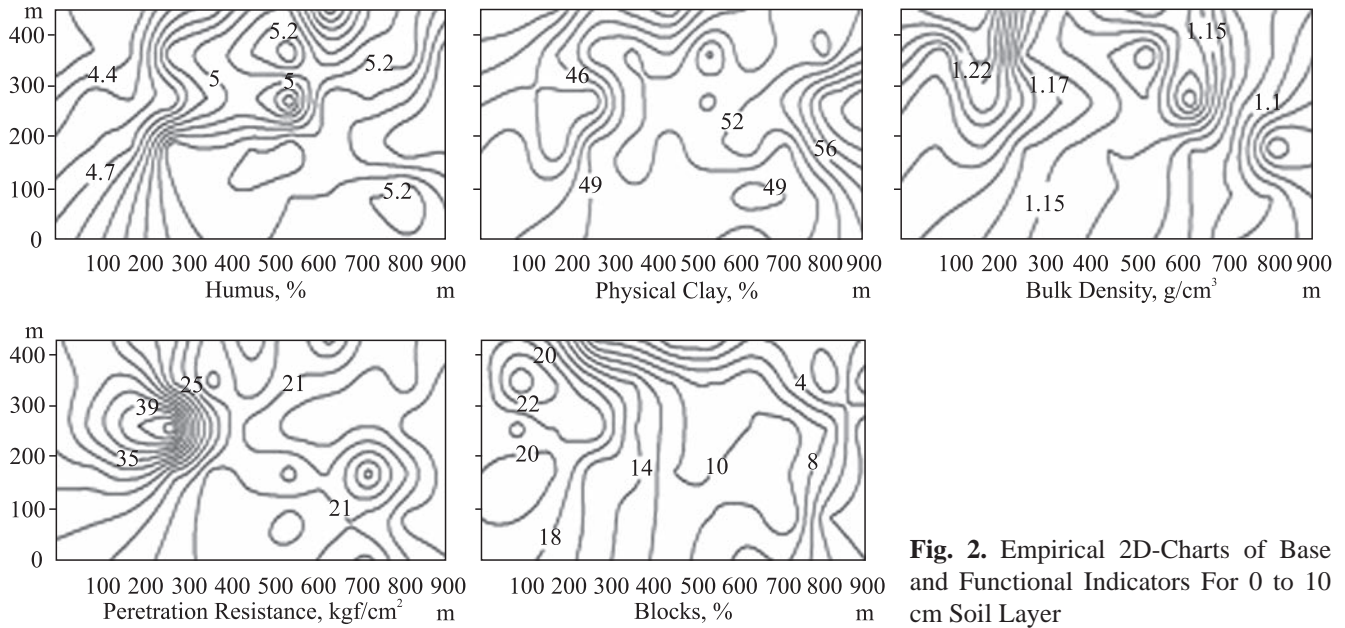 m
400
300
200
100
0
4.4
4.7
5
5.2
5
5.2
5.2
100 200 300 400 500 600 700 800 900
Humus, % m
46
49
52
49
56
100 200 300 400 500 600 700 800 900
Physical Clay, % m
1.22
1.17
1.15
1.15
1.1
100 200 300 400 500 600 700 800 900
Bulk Density, g/cm³ m
m
400
300
200
100
0
39
35
25
21
21
100 200 300 400 500 600 700 800 900
Peretration Resistance, kgf/cm² m
20
22
20
18
14
10
4
8
100 200 300 400 500 600 700 800 900
Blocks, % m
Fig. 2. Empirical 2D-Charts of Base
and Functional Indicators For 0 to 10
cm Soil Layer